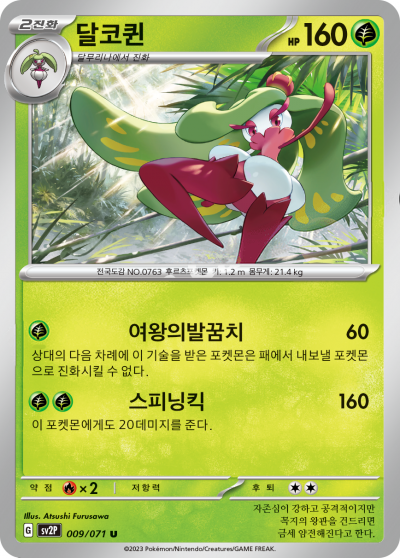 2진화
달코퀸
HP 160
달무리나에서 진화
전국도감 NO.0763 후르츠포켓몬 키: 1.2 m 몸무게: 21.4 kg
여왕의발꿈치 60
상대의 다음 차례에 이 기술을 받은 포켓몬은 패에서 내보낼 포켓몬
으로 진화시킬 수 없다.
스피닝킥 160
이 포켓몬에게도 20데미지를 준다.
약점 ×2 저항력 후퇴
Illus. Atsushi Furusawa
G SV2P 009/071 U
자존심이 강하고 공격적이지만
꼭지의 왕관을 건드리면
금세 얌전해진다고 한다.
©2023 Pokémon/Nintendo/Creatures/GAME FREAK.